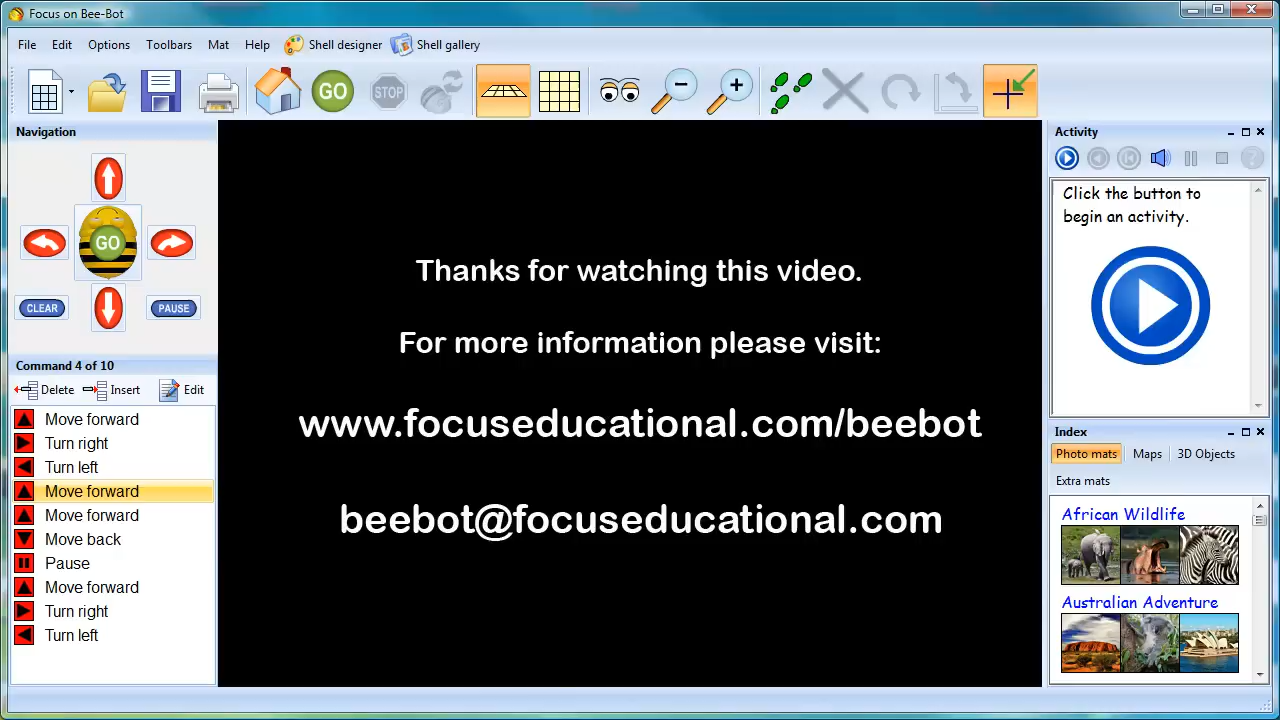 Focus on Bee-Bot
File Edit Options Toolbars Mat Help Shell designer Shell gallery
GO STOP
Navigation
GO
CLEAR PAUSE
Command 4 of 10
Delete Insert Edit
Move forward
Turn right
Turn left
Move forward
Move forward
Move back
Pause
Move forward
Turn right
Turn left
Thanks for watching this video.
For more information please visit:
www.focuseducational.com/beebot
beebot@focuseducational.com
Activity
Click the button to
begin an activity.
Index
Photo mats Maps 3D Objects
Extra mats
African Wildlife
Australian Adventure